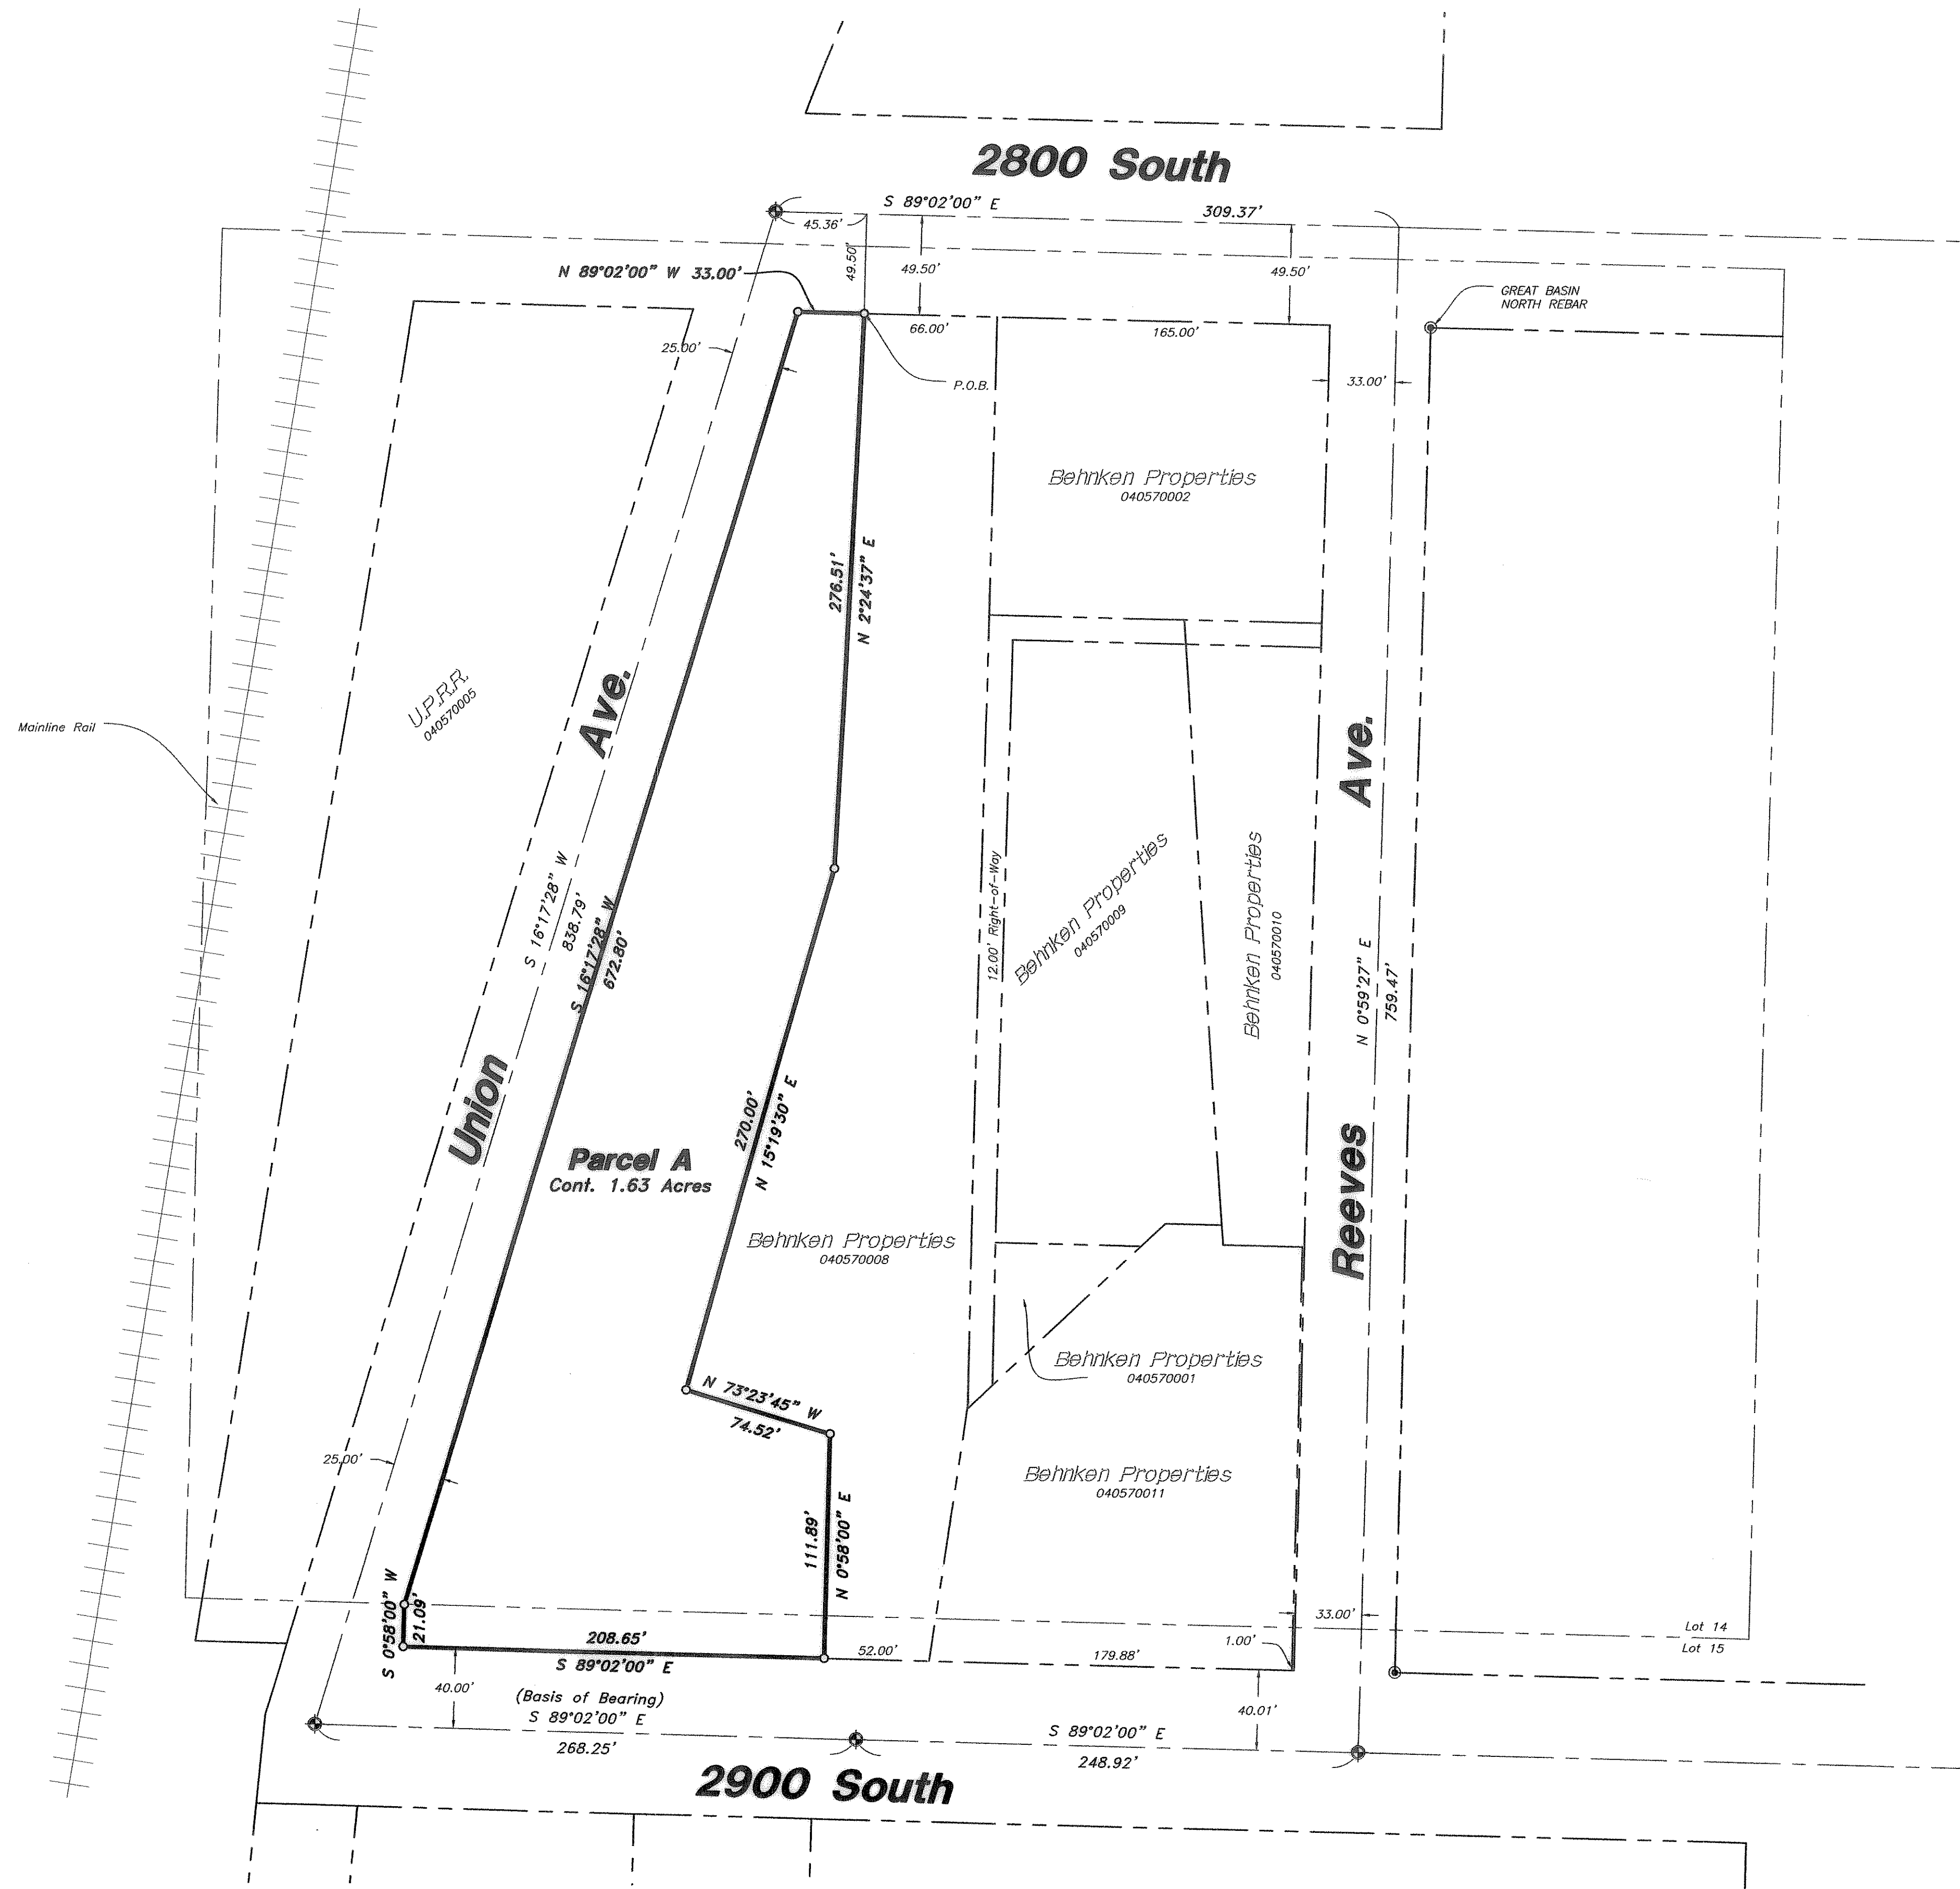 2800 South
S 89°02'00" E
309.37'
45.36'
49.50'
49.50'
49.50'
N 89°02'00" W 33.00'
GREAT BASIN
NORTH REBAR
66.00'
165.00'
25.00'
P.O.B.
33.00'
Behnken Properties
040570002
276.51'
N 2°24'37" E
U.P.R.R.
040570005
Mainline Rail
Union Ave.
S 16°17'28" W
838.79'
S 16°17'28" W
672.80'
12.00' Right-of-Way
Behnken Properties
040570009
Behnken Properties
040570010
Reeves Ave.
N 0°59'27" E
759.47'
270.00'
N 15°19'30" E
Parcel A
Cont. 1.63 Acres
Behnken Properties
040570008
Behnken Properties
040570001
N 73°23'45" W
74.52'
25.00'
Behnken Properties
040570011
111.89'
N 0°58'00" E
S 0°58'00" W
21.09'
33.00'
Lot 14
Lot 15
208.65'
S 89°02'00" E
52.00'
179.88'
1.00'
40.00'
(Basis of Bearing)
S 89°02'00" E
268.25'
40.01'
S 89°02'00" E
248.92'
2900 South